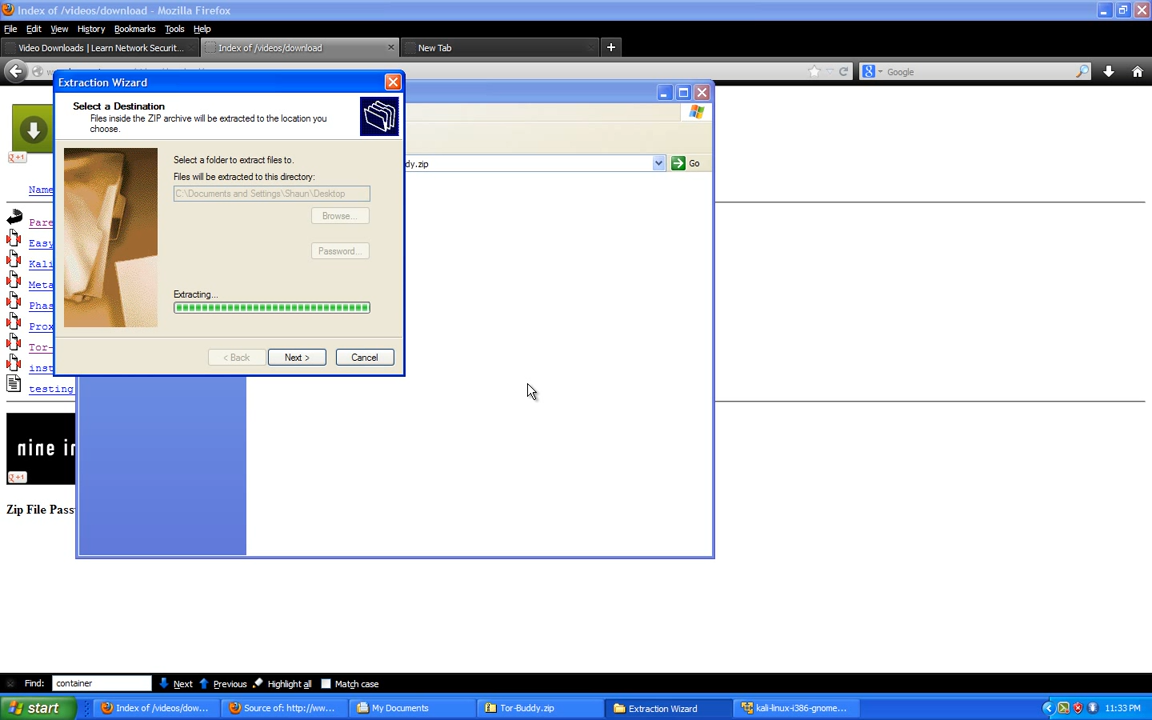 Index of /videos/download - Mozilla Firefox
File Edit View History Bookmarks Tools Help
Video Downloads | Learn Network Securit...
Index of /videos/download
New Tab
Google
Extraction Wizard
Select a Destination
Files inside the ZIP archive will be extracted to the location you
choose.
Select a folder to extract files to.
Files will be extracted to this directory:
C:\Documents and Settings\Shaun\Desktop
Browse...
Password...
Extracting...
< Back
Next >
Cancel
dy.zip
Go
+1
Name
Pare
Easy
Kali
Meta
Phas
Prox
Tor-
inst
testing
nine in
+1
Zip File Pass
Find: container Next Previous Highlight all Match case
start
Index of /videos/dow...
Source of: http://ww...
My Documents
Tor-Buddy.zip
Extraction Wizard
kali-linux-i386-gnome...
11:33 PM